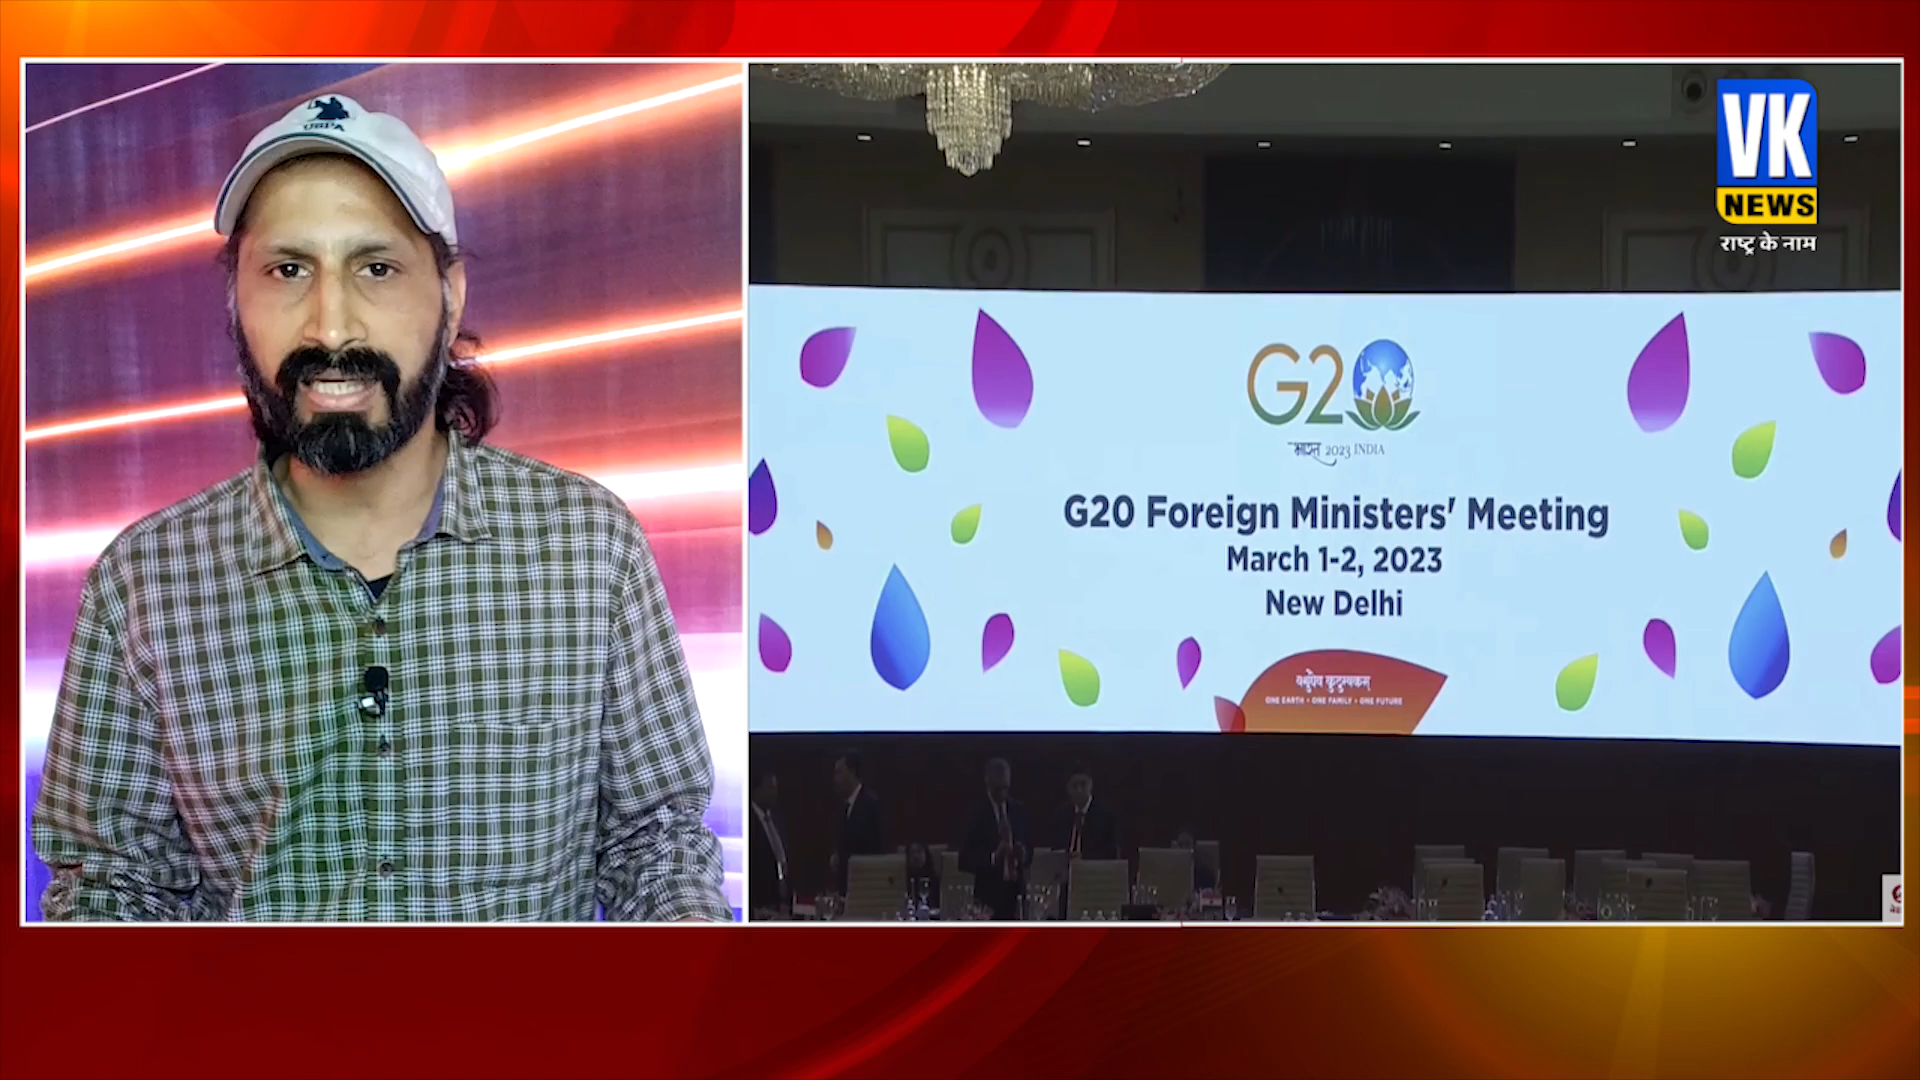 USPA
VK
NEWS
राष्ट्र के नाम
G20
भारत 2023 INDIA
G20 Foreign Ministers' Meeting
March 1-2, 2023
New Delhi
वसुधैव कुटुम्बकम्
ONE EARTH • ONE FAMILY • ONE FUTURE